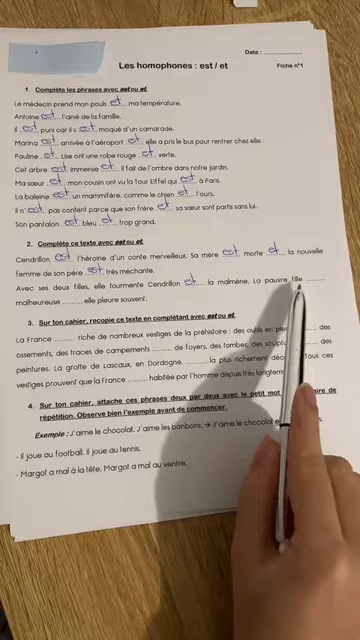 Date : ....................
Les homophones : est / et
Fiche n°1
1. Complète les phrases avec est ou et.
Le médecin prend mon pouls et ma température.
Antoine est l'ainé de la famille.
Il est puni car il s'est moqué d'un camarade.
Marina est arrivée à l'aéroport et elle a pris le bus pour rentrer chez elle.
Pauline et Lise ont une robe rouge et verte.
Cet arbre est immense et il fait de l'ombre dans notre jardin.
Ma sœur et mon cousin ont vu la Tour Eiffel qui est à Paris.
La baleine est un mammifère, comme le chien et l'ours.
Il n'est pas content parce que son frère et sa sœur sont partis sans lui.
Son pantalon est bleu et trop grand.
2. Complète ce texte avec est ou et.
Cendrillon est l'héroïne d'un conte merveilleux. Sa mère est morte et la nouvelle
femme de son père est très méchante.
Avec ses deux filles, elle tourmente Cendrillon et la malmène. La pauvre fille ..........
malheureuse .......... elle pleure souvent.
3. Sur ton cahier, recopie ce texte en complétant avec est ou et.
La France .......... riche de nombreux vestiges de la préhistoire : des outils en .......... des
ossements, des traces de campements .......... de foyers, des tombes, des .......... des
peintures. La grotte de Lascaux, en Dordogne, .......... la plus richement .......... ces
vestiges prouvent que la France .......... habitée par l'homme depuis très
4. Sur ton cahier, attache ces phrases deux par deux avec le petit mot
répétition. Observe bien l'exemple avant de commencer.
Exemple : J'aime le chocolat. J'aime les bonbons. → J'aime le chocolat
- Il joue au football. Il joue au tennis.
- Margot a mal à la tête. Margot a mal au ventre.